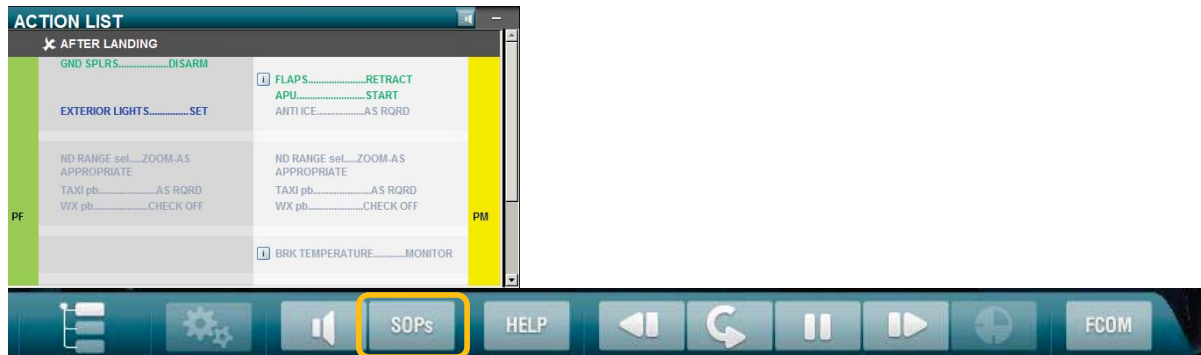 ACTION LIST
AFTER LANDING
GND SPLRS...................DISARM
FLAPS......................RETRACT
APU..........................START
EXTERIOR LIGHTS...............SET
ANTI ICE..................AS RQRD
ND RANGE sel.....ZOOM-AS
APPROPRIATE
TAXI pb......................AS RQRD
WX pb.....................CHECK OFF
ND RANGE sel.....ZOOM-AS
APPROPRIATE
TAXI pb......................AS RQRD
WX pb.....................CHECK OFF
PF
PM
BRK TEMPERATURE............MONITOR
SOPs
HELP
FCOM